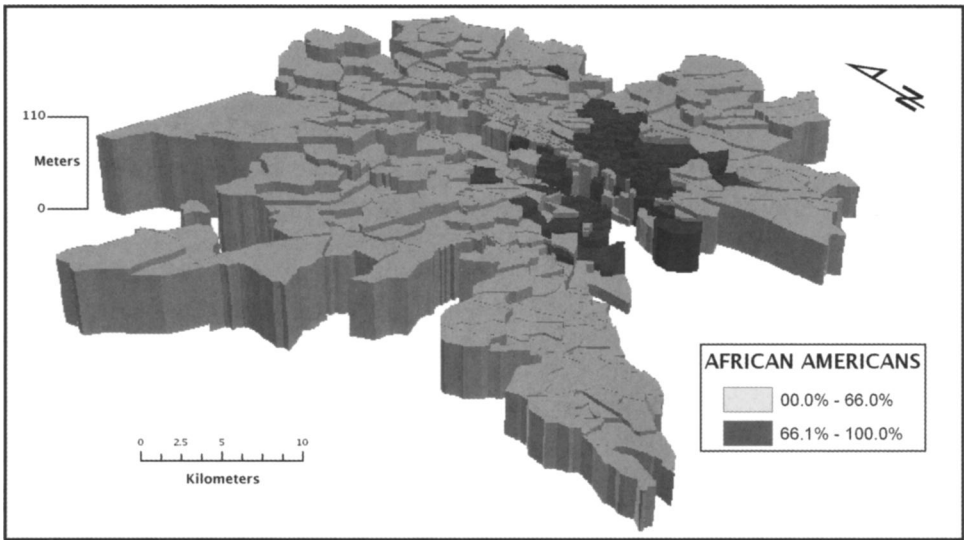 N
110
Meters
0
AFRICAN AMERICANS
00.0% - 66.0%
66.1% - 100.0%
0 2.5 5 10
Kilometers